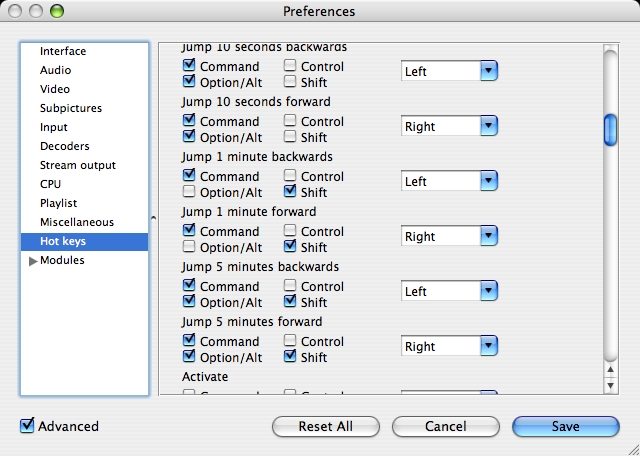 Preferences
Interface
Audio
Video
Subpictures
Input
Decoders
Stream output
CPU
Playlist
Miscellaneous
Hot keys
Modules
Jump 10 seconds backwards
Command Control Left
Option/Alt Shift
Jump 10 seconds forward
Command Control Right
Option/Alt Shift
Jump 1 minute backwards
Command Control Left
Option/Alt Shift
Jump 1 minute forward
Command Control Right
Option/Alt Shift
Jump 5 minutes backwards
Command Control Left
Option/Alt Shift
Jump 5 minutes forward
Command Control Right
Option/Alt Shift
Activate
Advanced Reset All Cancel Save